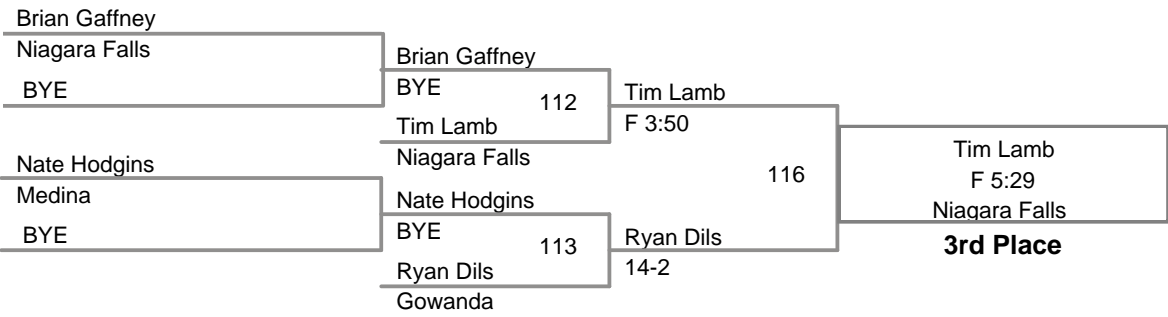 Brian Gaffney
Niagara Falls
BYE
Nate Hodgins
Medina
BYE
Brian Gaffney
BYE
112
Tim Lamb
Niagara Falls
Nate Hodgins
BYE
113
Ryan Dils
Gowanda
Tim Lamb
F 3:50
116
Ryan Dils
14-2
Tim Lamb
F 5:29
Niagara Falls
3rd Place